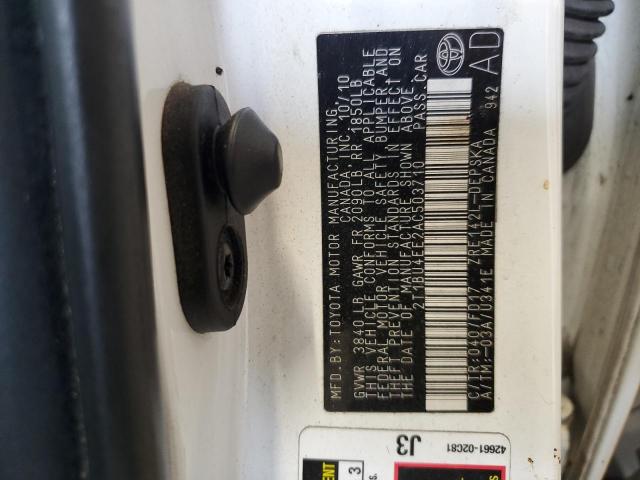 MFD.BY:TOYOTA MOTOR MANUFACTURING,
CANADA, INC. 10/10
GVWR 3840 LB GAWR FR 2090LB.RR 1850LB
THIS VEHICLE CONFORMS TO ALL APPLICABLE
FEDERAL MOTOR VEHICLE SAFETY, BUMPER AND
THEFT PREVENTION STANDARDS IN EFFECT ON
THE DATE OF MANUFACTURE SHOWN ABOVE.
2T1BU4EE2AC503710 PASS.CAR
C/TR:040/FD17 ZRE142L-DEPSKA
A/TM:-03A/U341E MADE IN CANADA 942
AD
42661-02C81
J3
3